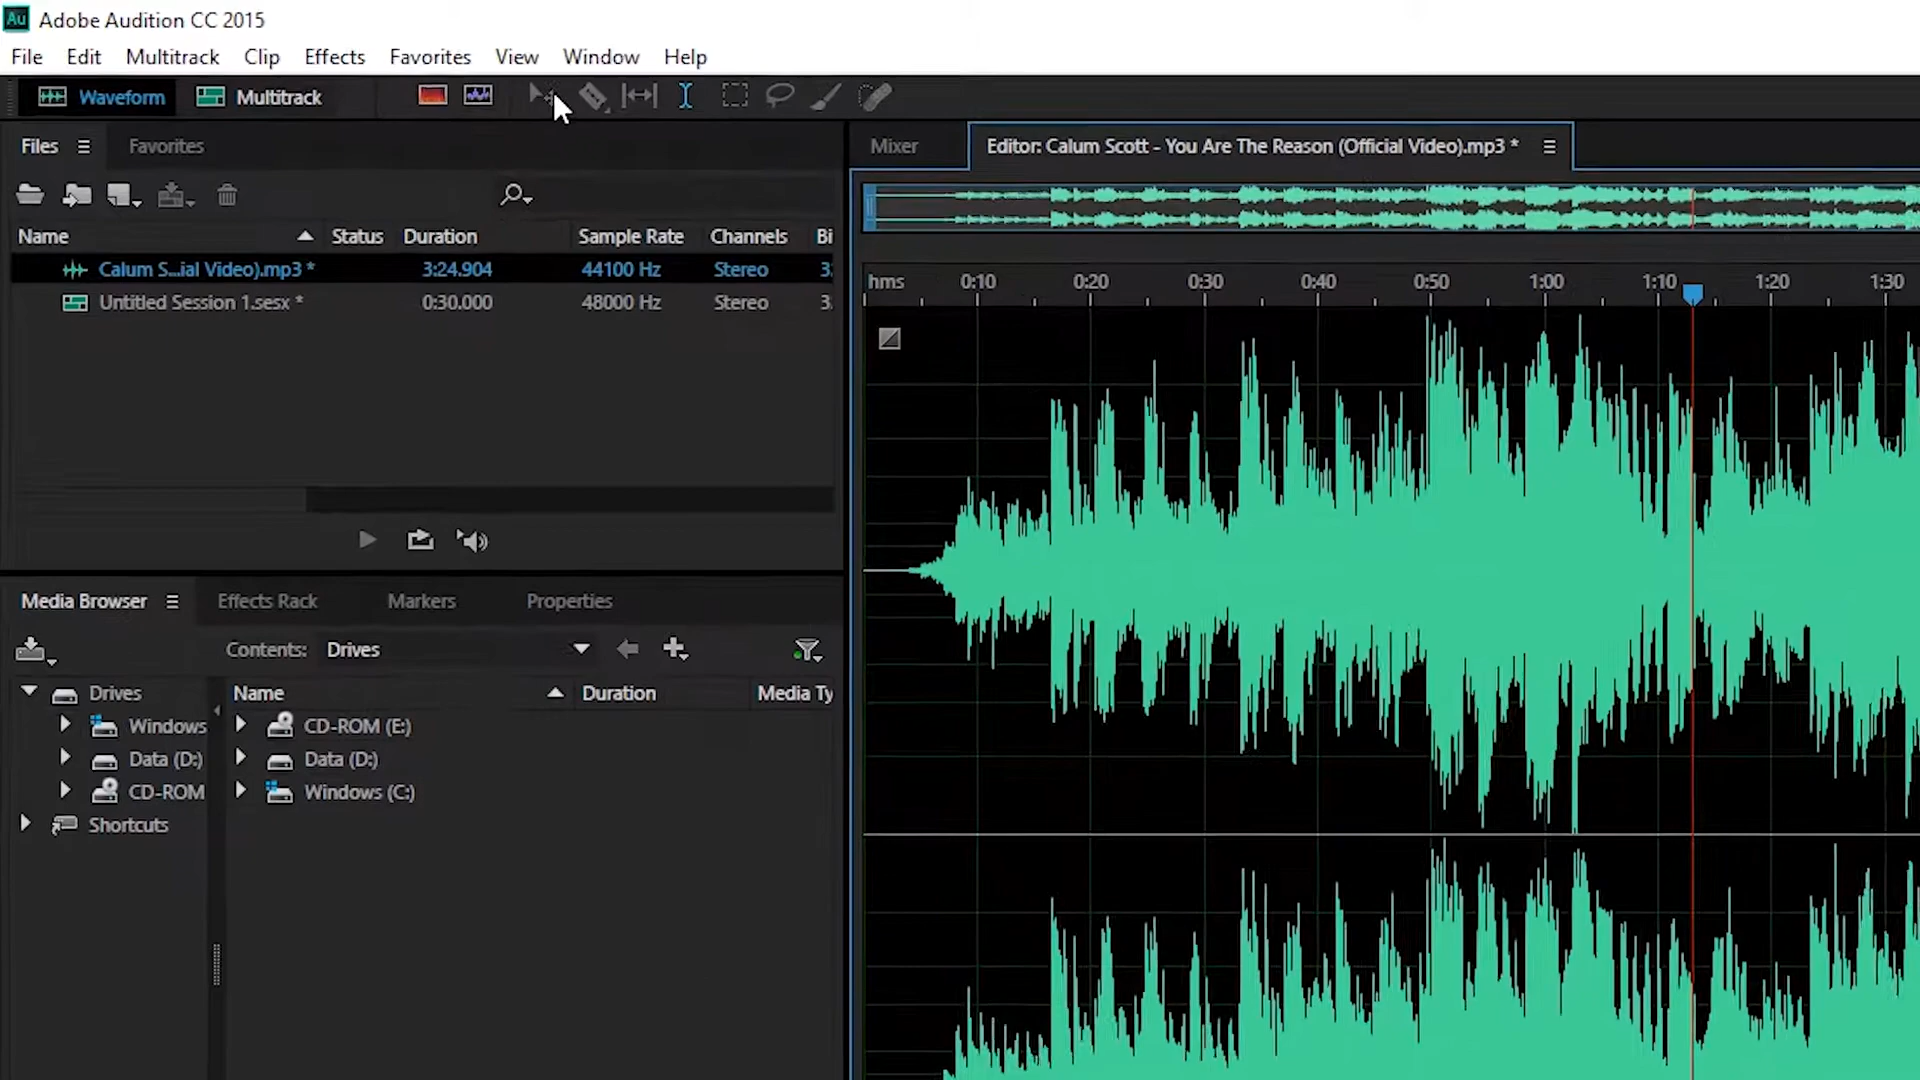 Au Adobe Audition CC 2015
File Edit Multitrack Clip Effects Favorites View Window Help
Waveform Multitrack
Files Favorites
Name Status Duration Sample Rate Channels Bi
Calum S...ial Video).mp3 * 3:24.904 44100 Hz Stereo 3
Untitled Session 1.sesx * 0:30.000 48000 Hz Stereo 3
Media Browser Effects Rack Markers Properties
Contents: Drives
Drives
Windows
Data (D:)
CD-ROM
Shortcuts
Name Duration Media Ty
CD-ROM (E:)
Data (D:)
Windows (C:)
Mixer Editor: Calum Scott - You Are The Reason (Official Video).mp3 *
hms 0:10 0:20 0:30 0:40 0:50 1:00 1:10 1:20 1:30